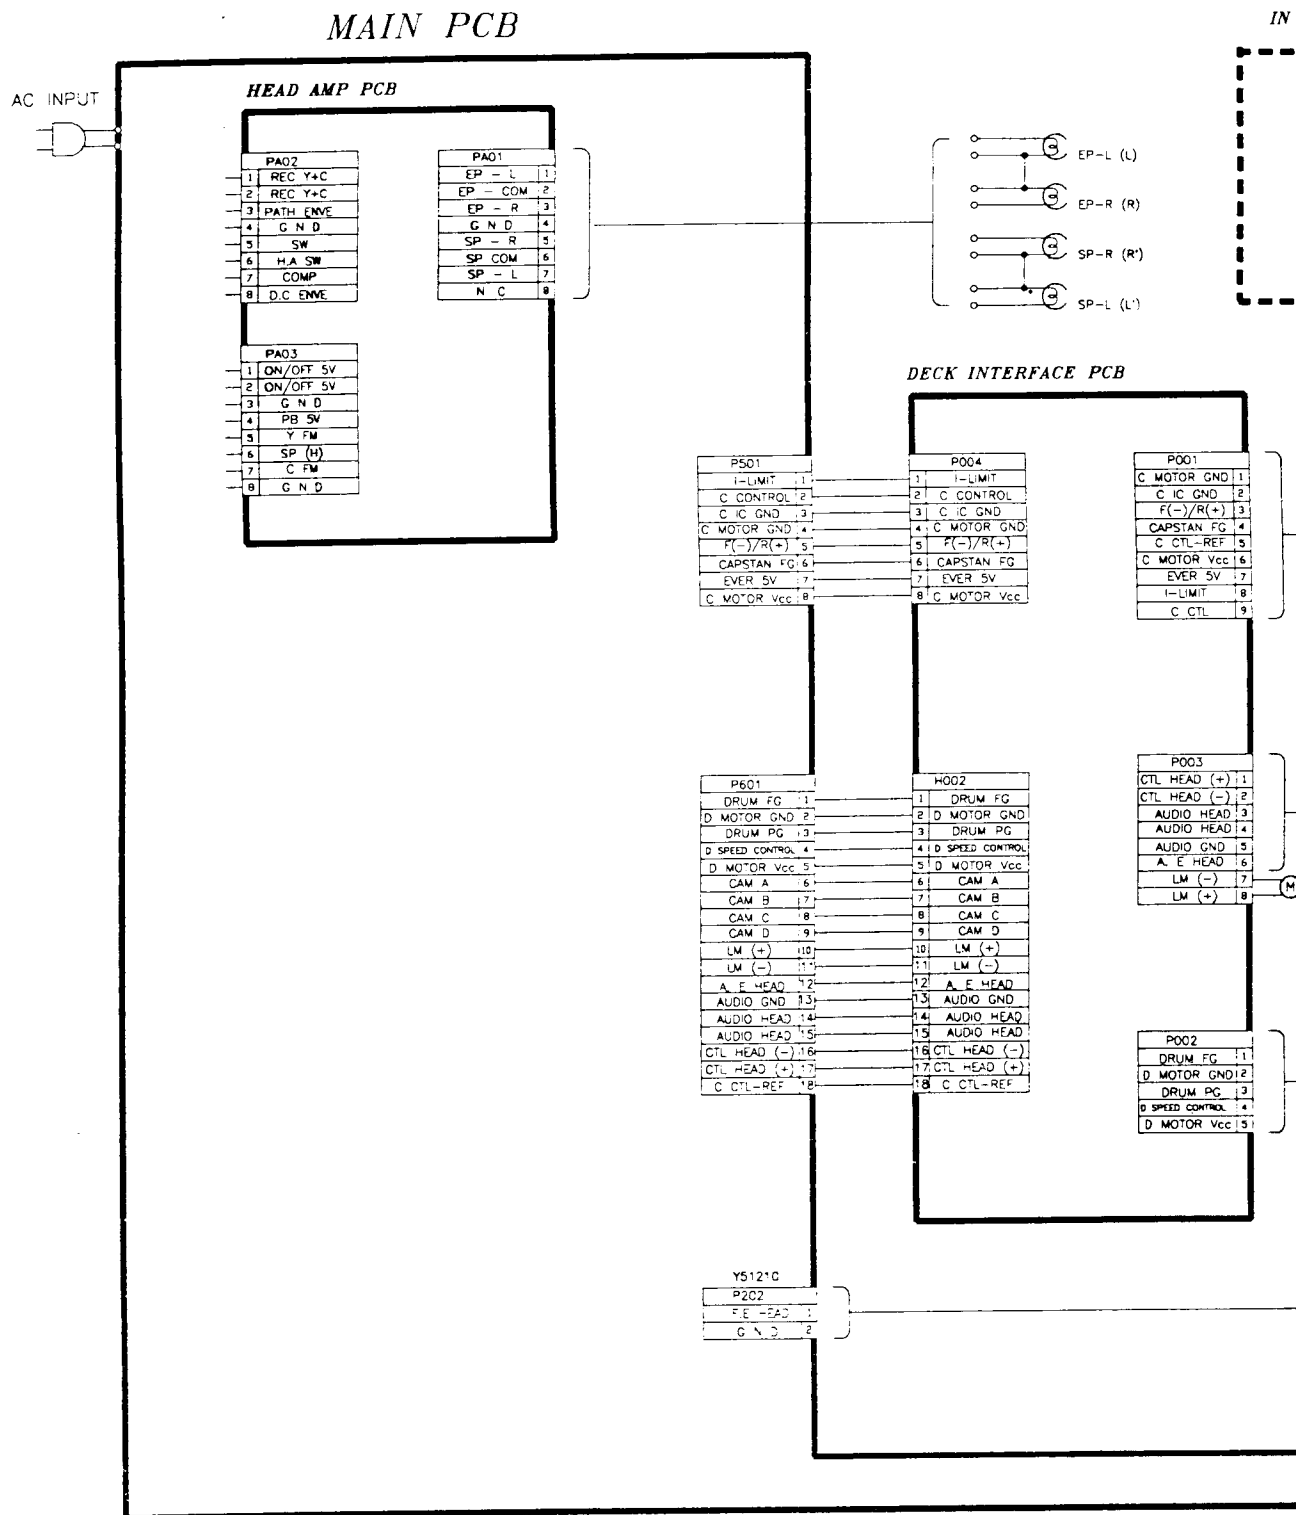 MAIN PCB
IN
AC INPUT
HEAD AMP PCB
PA02
1 REC Y+C
2 REC Y+C
3 PATH ENVE
4 G N D
5 SW
6 H.A SW
7 COMP
8 D.C ENVE
PA01
EP - L 1
EP - COM 2
EP - R 3
G N D 4
SP - R 5
SP COM 6
SP - L 7
N C 8
EP-L (L)
EP-R (R)
SP-R (R')
SP-L (L')
PA03
1 ON/OFF 5V
2 ON/OFF 5V
3 G N D
4 PB 5V
5 Y FM
6 SP (H)
7 C FM
8 G N D
DECK INTERFACE PCB
P501
I-LIMIT 1
C CONTROL 2
C IC GND 3
C MOTOR GND 4
F(-)/R(+) 5
CAPSTAN FG 6
EVER 5V 7
C MOTOR Vcc 8
P004
1 I-LIMIT
2 C CONTROL
3 C IC GND
4 C MOTOR GND
5 F(-)/R(+)
6 CAPSTAN FG
7 EVER 5V
8 C MOTOR Vcc
P001
C MOTOR GND 1
C IC GND 2
F(-)/R(+) 3
CAPSTAN FG 4
C CTL-REF 5
C MOTOR Vcc 6
EVER 5V 7
I-LIMIT 8
C CTL 9
P601
DRUM FG 1
D MOTOR GND 2
DRUM PG 3
D SPEED CONTROL 4
D MOTOR Vcc 5
CAM A 6
CAM B 7
CAM C 8
CAM D 9
LM (+) 10
LM (-) 11
A. E HEAD 12
AUDIO GND 13
AUDIO HEAD 14
AUDIO HEAD 15
CTL HEAD (-) 16
CTL HEAD (+) 17
C CTL-REF 18
H002
1 DRUM FG
2 D MOTOR GND
3 DRUM PG
4 D SPEED CONTROL
5 D MOTOR Vcc
6 CAM A
7 CAM B
8 CAM C
9 CAM D
10 LM (+)
11 LM (-)
12 A. E HEAD
13 AUDIO GND
14 AUDIO HEAD
15 AUDIO HEAD
16 CTL HEAD (-)
17 CTL HEAD (+)
18 C CTL-REF
P003
CTL HEAD (+) 1
CTL HEAD (-) 2
AUDIO HEAD 3
AUDIO HEAD 4
AUDIO GND 5
A. E HEAD 6
LM (-) 7
LM (+) 8
M
P002
DRUM FG 1
D MOTOR GND 2
DRUM PG 3
D SPEED CONTROL 4
D MOTOR Vcc 5
P202
F.E HEAD 1
G N D 2